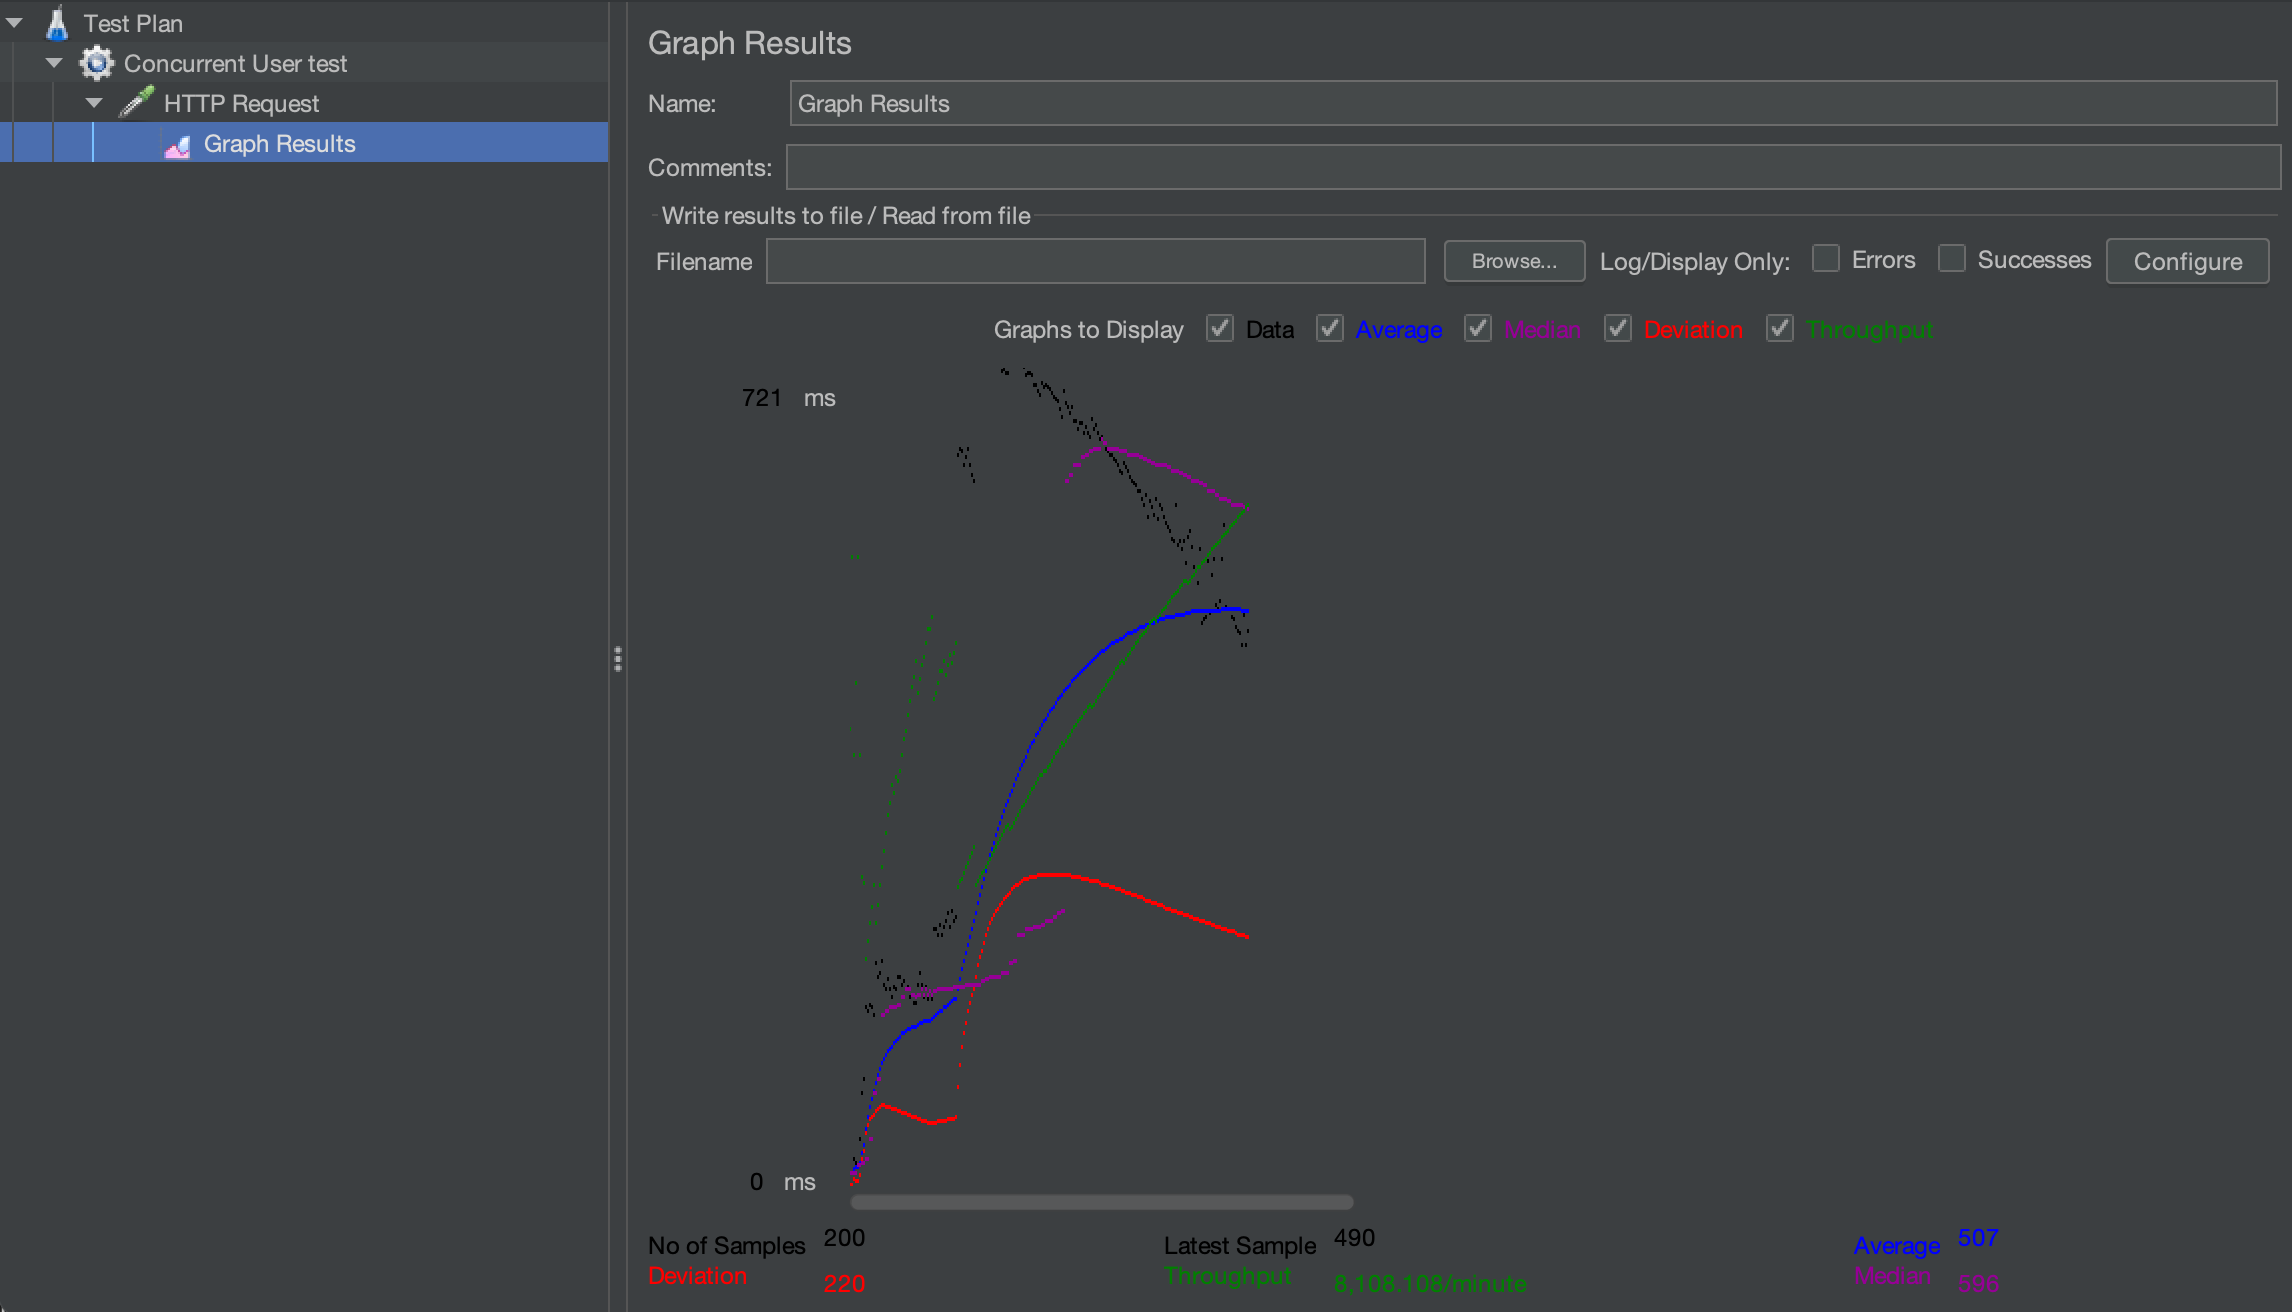 Test Plan
Concurrent User test
HTTP Request
Graph Results
Graph Results
Name: Graph Results
Comments:
Write results to file / Read from file
Filename Browse... Log/Display Only: Errors Successes Configure
Graphs to Display Data Average Median Deviation Throughput
721 ms
0 ms
No of Samples 200 Latest Sample 490 Average 507
Deviation 220 Throughput 8,108.108/minute Median 595